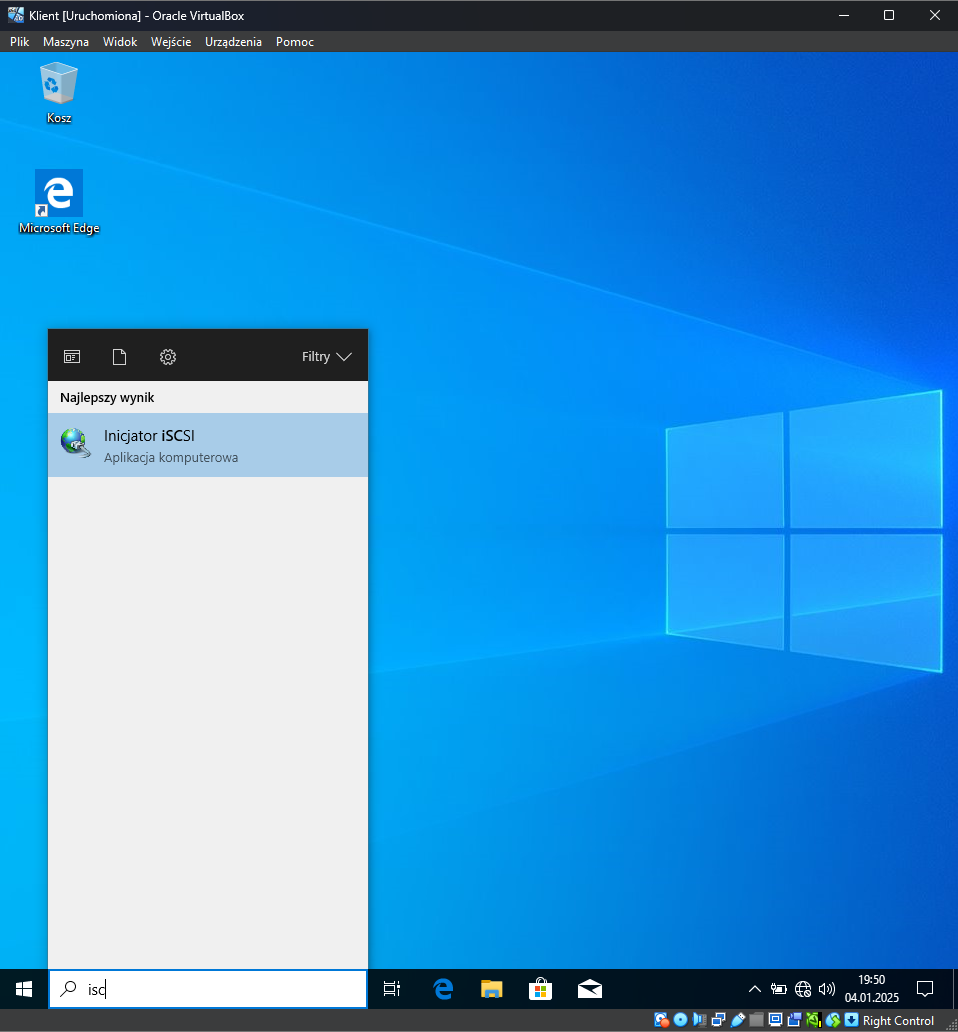 Klient [Uruchomiona] - Oracle VirtualBox
Plik Maszyna Widok Wejście Urządzenia Pomoc
Kosz
Microsoft Edge
Filtry
Najlepszy wynik
Inicjator iSCSI
Aplikacja komputerowa
isc
19:50
04.01.2025
Right Control